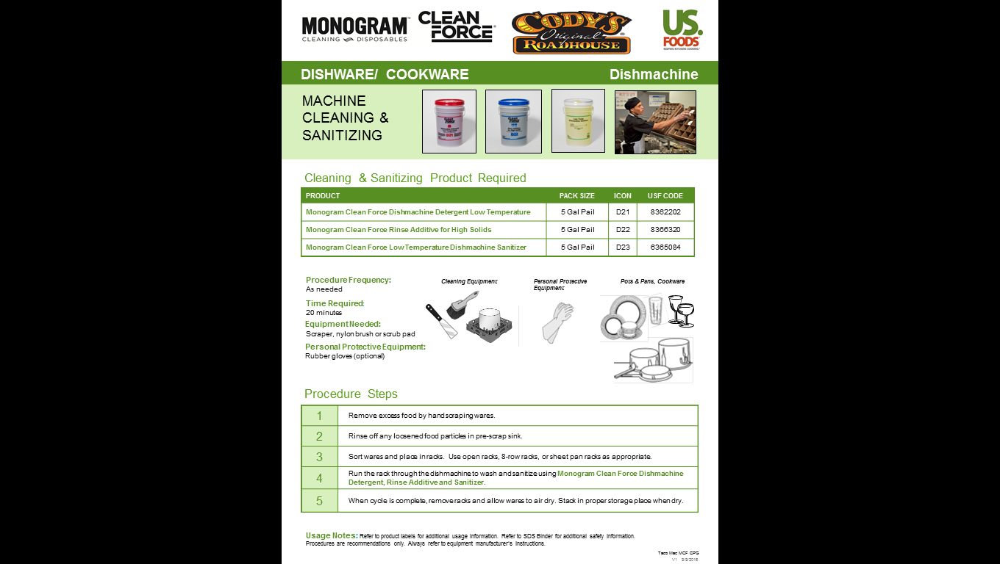 MONOGRAM™
CLEANING DISPOSABLES
CLEAN
FORCE®
CODY'S
Original
ROADHOUSE
US.
FOODS
KEEPING KITCHENS COOKING.™
DISHWARE/ COOKWARE
Dishmachine
MACHINE
CLEANING &
SANITIZING
CLEAN
FORCE
D21
CLEAN
FORCE
D22
Cleaning & Sanitizing Product Required
PRODUCT PACK SIZE ICON USF CODE
Monogram Clean Force Dishmachine Detergent Low Temperature 5 Gal Pail D21 8362202
Monogram Clean Force Rinse Additive for High Solids 5 Gal Pail D22 8366320
Monogram Clean Force Low Temperature Dishmachine Sanitizer 5 Gal Pail D23 6365084
Procedure Frequency:
As needed
Time Required:
20 minutes
Equipment Needed:
Scraper, nylon brush or scrub pad
Personal Protective Equipment:
Rubber gloves (optional)
Cleaning Equipment
Personal Protective
Equipment
Pots & Pans, Cookware
Procedure Steps
1 Remove excess food by hand scraping wares.
2 Rinse off any loosened food particles in pre-scrap sink.
3 Sort wares and place in racks. Use open racks, 8-row racks, or sheet pan racks as appropriate.
4 Run the rack through the dishmachine to wash and sanitize using Monogram Clean Force Dishmachine
Detergent, Rinse Additive and Sanitizer.
5 When cycle is complete, remove racks and allow wares to air dry. Stack in proper storage place when dry.
Usage Notes: Refer to product labels for additional usage information. Refer to SDS Binder for additional safety information.
Procedures are recommendations only. Always refer to equipment manufacturer's instructions.
Taco Mac MCF CPG
V1 9/9/2016